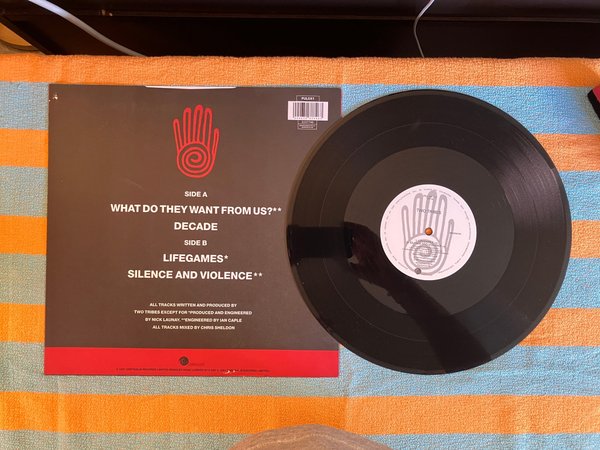 SIDE A
WHAT DO THEY WANT FROM US?**
DECADE
SIDE B
LIFEGAMES*
SILENCE AND VIOLENCE**
ALL TRACKS WRITTEN AND PRODUCED BY
TWO TRIBES EXCEPT FOR *PRODUCED AND ENGINEERED
BY NICK LAUNAY, **ENGINEERED BY IAN CAPLE
ALL TRACKS MIXED BY CHRIS SHELDON
TWO TRIBES